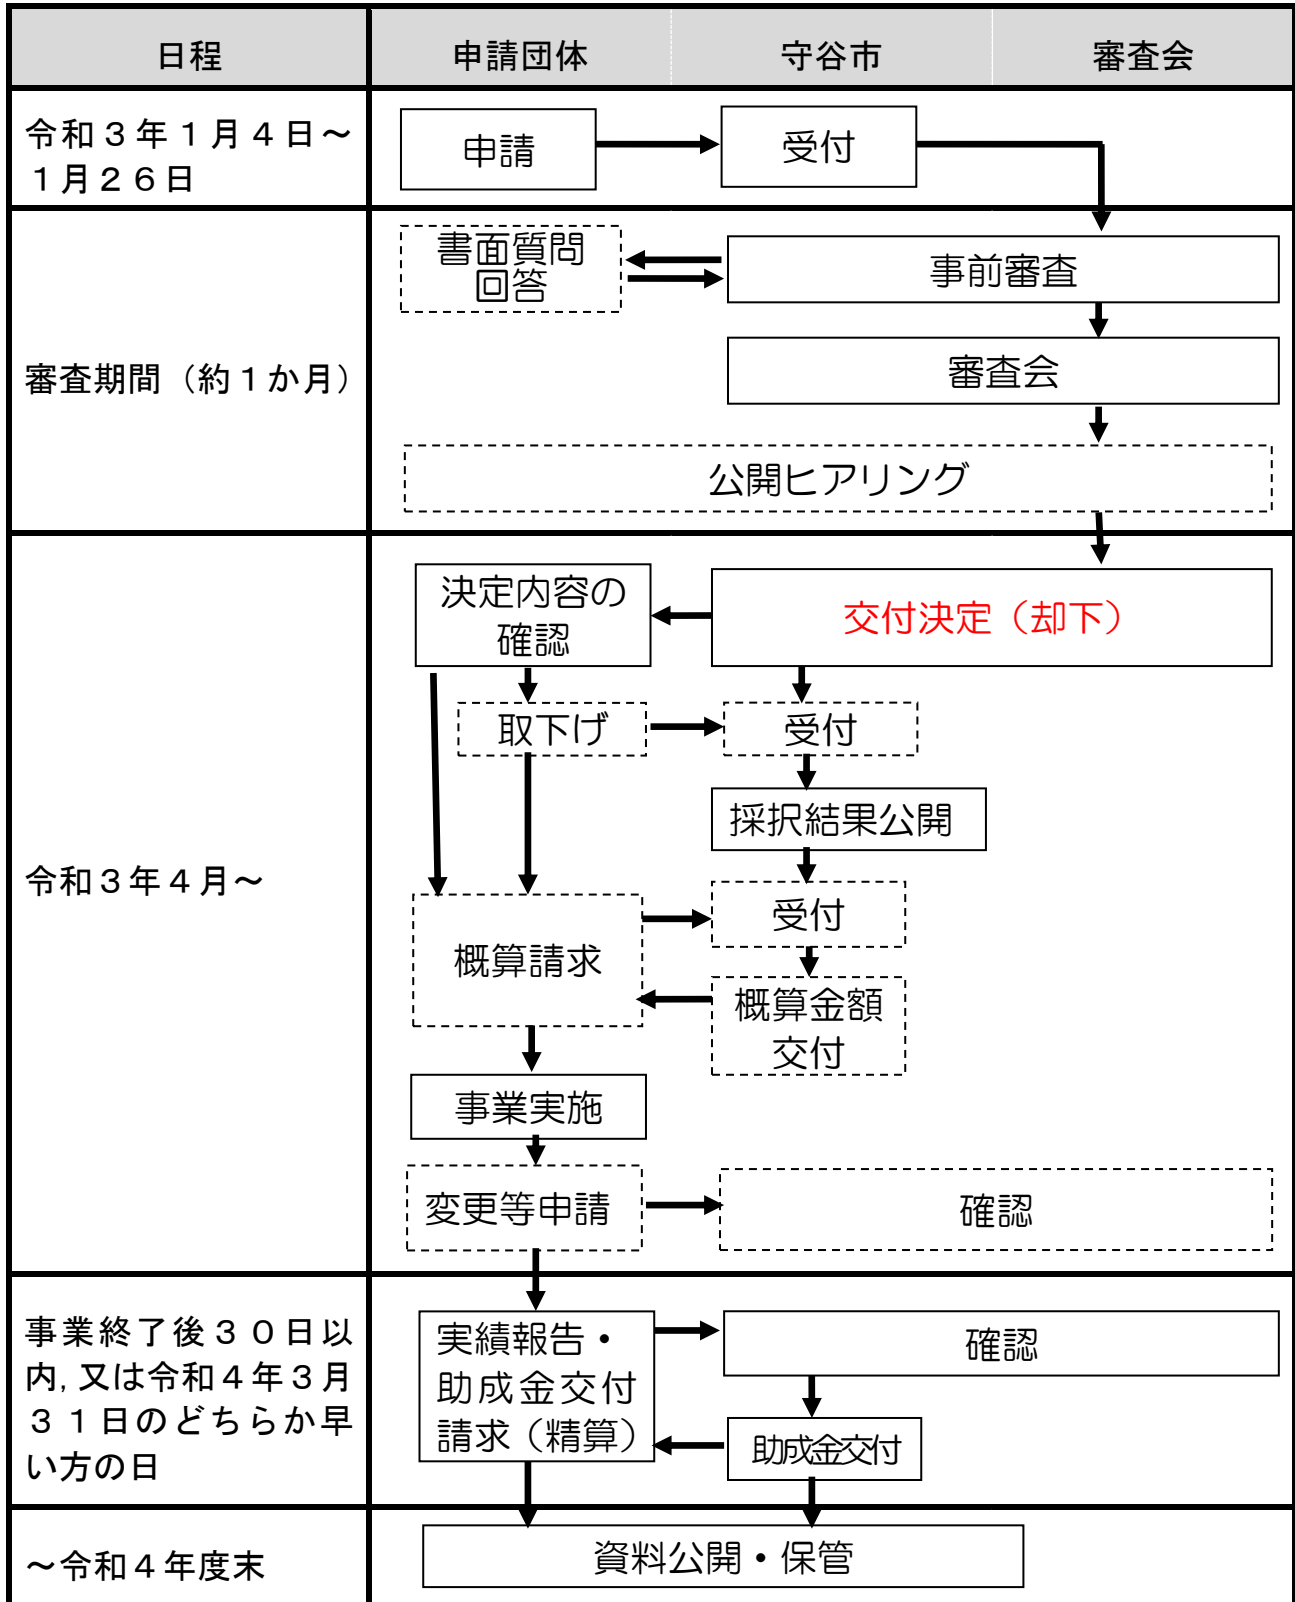 日程
申請団体
守谷市
審査会
令和３年１月４日～
１月２６日
申請
受付
審査期間（約１か月）
書面質問
回答
事前審査
審査会
公開ヒアリング
令和３年４月～
決定内容の
確認
交付決定（却下）
取下げ
受付
採択結果公開
概算請求
受付
概算金額
交付
事業実施
変更等申請
確認
事業終了後３０日以
内，又は令和４年３月
３１日のどちらか早
い方の日
実績報告・
助成金交付
請求（精算）
確認
助成金交付
～令和４年度末
資料公開・保管